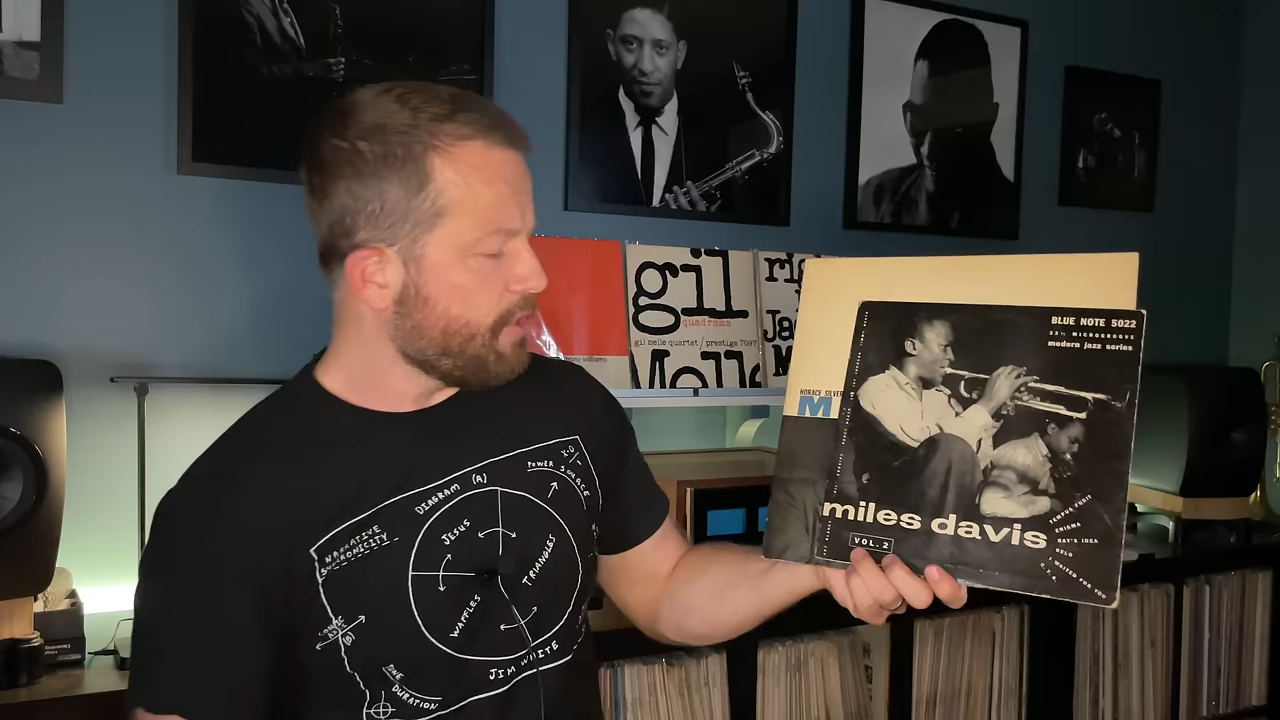 gil
quadrama
gil melle quartet / prestige 7097
Melle
HORACE SILVER
M
BLUE NOTE 5022
33⅓ MICROGROOVE
modern jazz series
miles davis
VOL. 2
TEMPUS FUGIT
ENIGMA
RAY'S IDEA
KELO
I WAITED FOR YOU
C.T.A.
NARRATIVE
SYNCRONICITY
DIAGRAM (A)
POWER SOURCE
X-O/-
JESUS
TRIANGLES
WAFFLES
(B)
DURATION
JIM WHITE